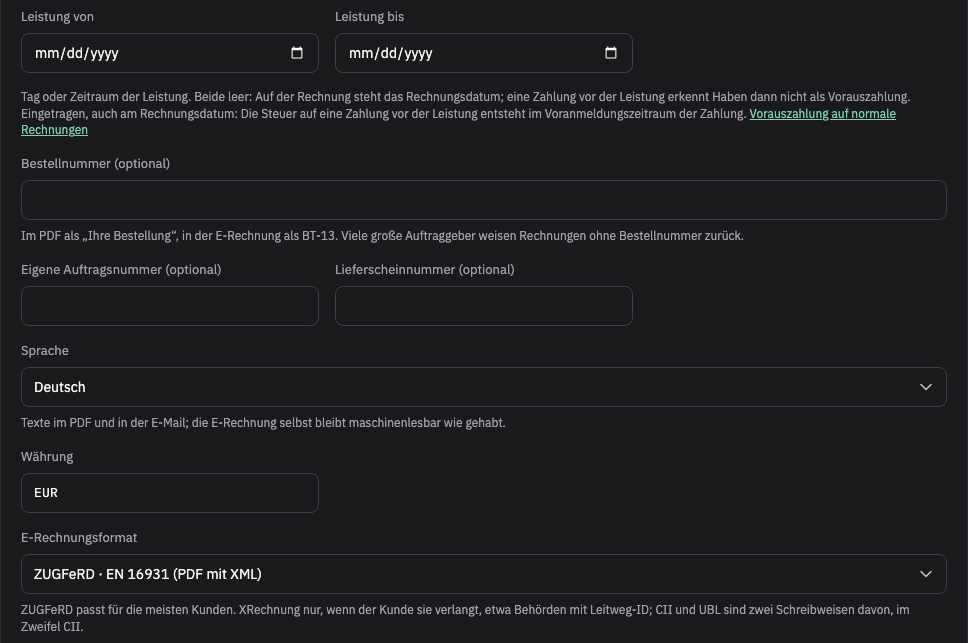 Leistung von
Leistung bis
mm/dd/yyyy
mm/dd/yyyy
Tag oder Zeitraum der Leistung. Beide leer: Auf der Rechnung steht das Rechnungsdatum; eine Zahlung vor der Leistung erkennt Haben dann nicht als Vorauszahlung.
Eingetragen, auch am Rechnungsdatum: Die Steuer auf eine Zahlung vor der Leistung entsteht im Voranmeldungszeitraum der Zahlung. Vorauszahlung auf normale
Rechnungen
Bestellnummer (optional)
Im PDF als „Ihre Bestellung“, in der E-Rechnung als BT-13. Viele große Auftraggeber weisen Rechnungen ohne Bestellnummer zurück.
Eigene Auftragsnummer (optional)
Lieferscheinnummer (optional)
Sprache
Deutsch
Texte im PDF und in der E-Mail; die E-Rechnung selbst bleibt maschinenlesbar wie gehabt.
Währung
EUR
E-Rechnungsformat
ZUGFeRD · EN 16931 (PDF mit XML)
ZUGFeRD passt für die meisten Kunden. XRechnung nur, wenn der Kunde sie verlangt, etwa Behörden mit Leitweg-ID; CII und UBL sind zwei Schreibweisen davon, im
Zweifel CII.